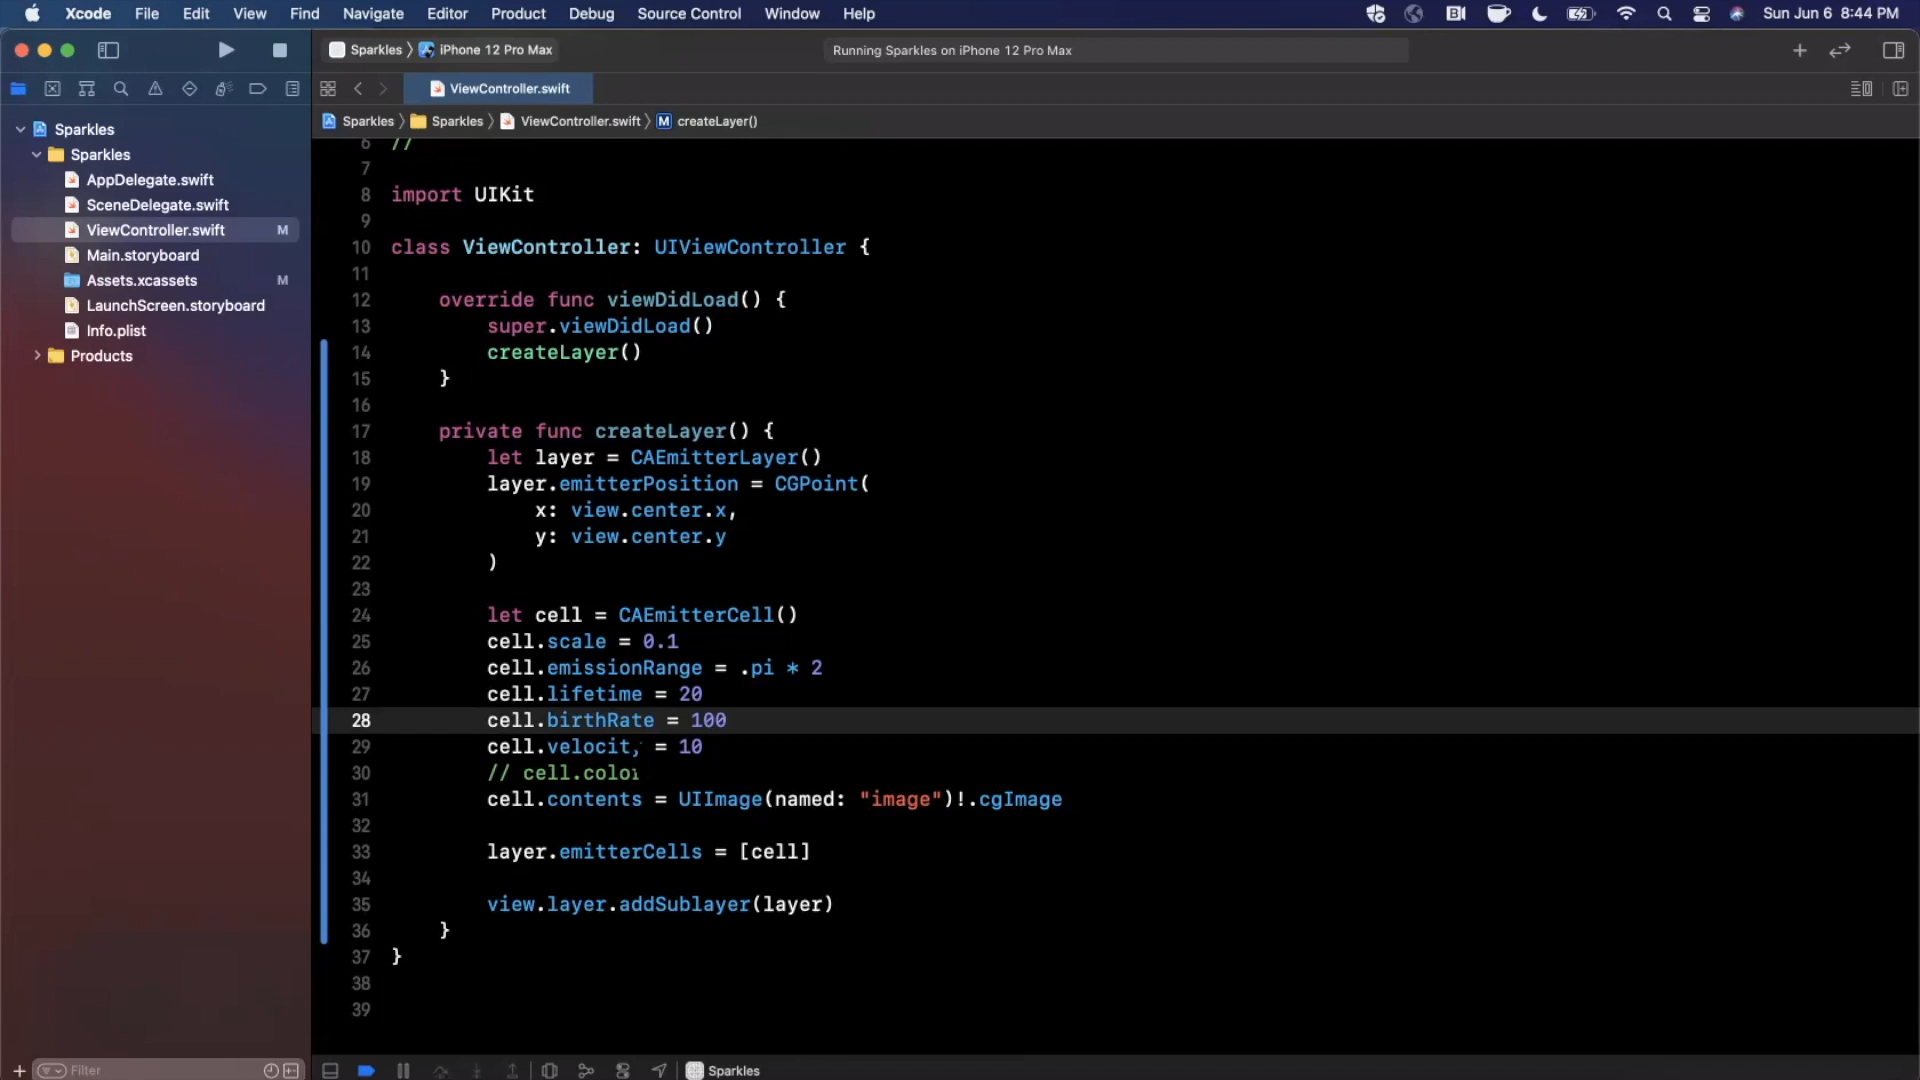 Xcode File Edit View Find Navigate Editor Product Debug Source Control Window Help Sun Jun 6 8:44 PM
Sparkles iPhone 12 Pro Max Running Sparkles on iPhone 12 Pro Max
ViewController.swift
Sparkles Sparkles ViewController.swift M createLayer()
Sparkles
Sparkles
AppDelegate.swift
SceneDelegate.swift
ViewController.swift M
Main.storyboard
Assets.xcassets M
LaunchScreen.storyboard
Info.plist
Products
Filter
6 //
7
8 import UIKit
9
10 class ViewController: UIViewController {
11
12 override func viewDidLoad() {
13 super.viewDidLoad()
14 createLayer()
15 }
16
17 private func createLayer() {
18 let layer = CAEmitterLayer()
19 layer.emitterPosition = CGPoint(
20 x: view.center.x,
21 y: view.center.y
22 )
23
24 let cell = CAEmitterCell()
25 cell.scale = 0.1
26 cell.emissionRange = .pi * 2
27 cell.lifetime = 20
28 cell.birthRate = 100
29 cell.velocity = 10
30 // cell.color
31 cell.contents = UIImage(named: "image")!.cgImage
32
33 layer.emitterCells = [cell]
34
35 view.layer.addSublayer(layer)
36 }
37 }
38
39
Sparkles